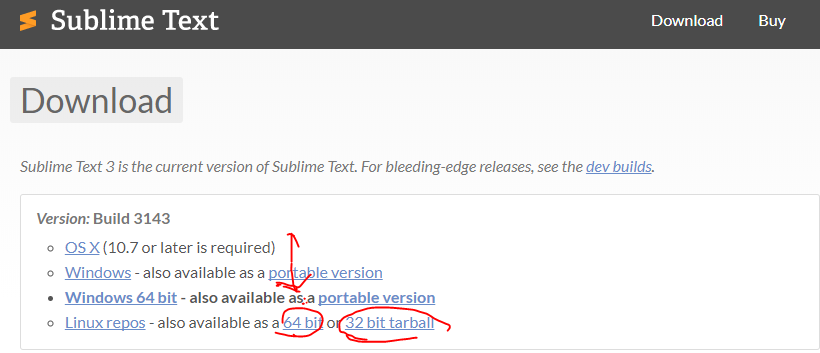 Sublime Text Download Buy
Download
Sublime Text 3 is the current version of Sublime Text. For bleeding-edge releases, see the dev builds.
Version: Build 3143
OS X (10.7 or later is required)
Windows - also available as a portable version
Windows 64 bit - also available as a portable version
Linux repos - also available as a 64 bit or 32 bit tarball